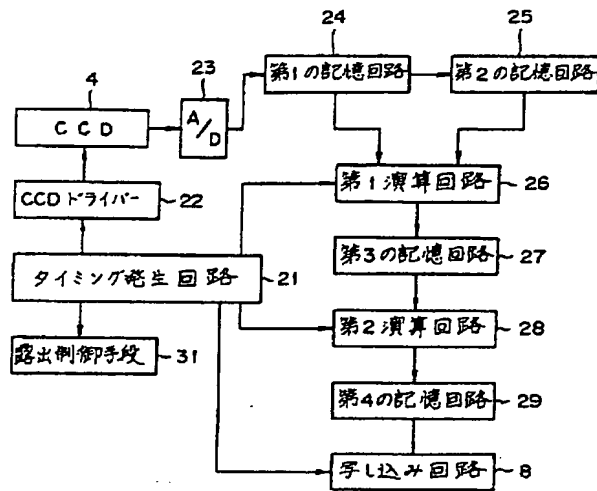 24
25
第1の記憶回路
第2の記憶回路
23
A/D
4
CCD
CCDドライバー
22
第1演算回路
26
タイミング発生回路
21
第3の記憶回路
27
第2演算回路
28
露出制御手段
31
第4の記憶回路
29
写し込み回路
8